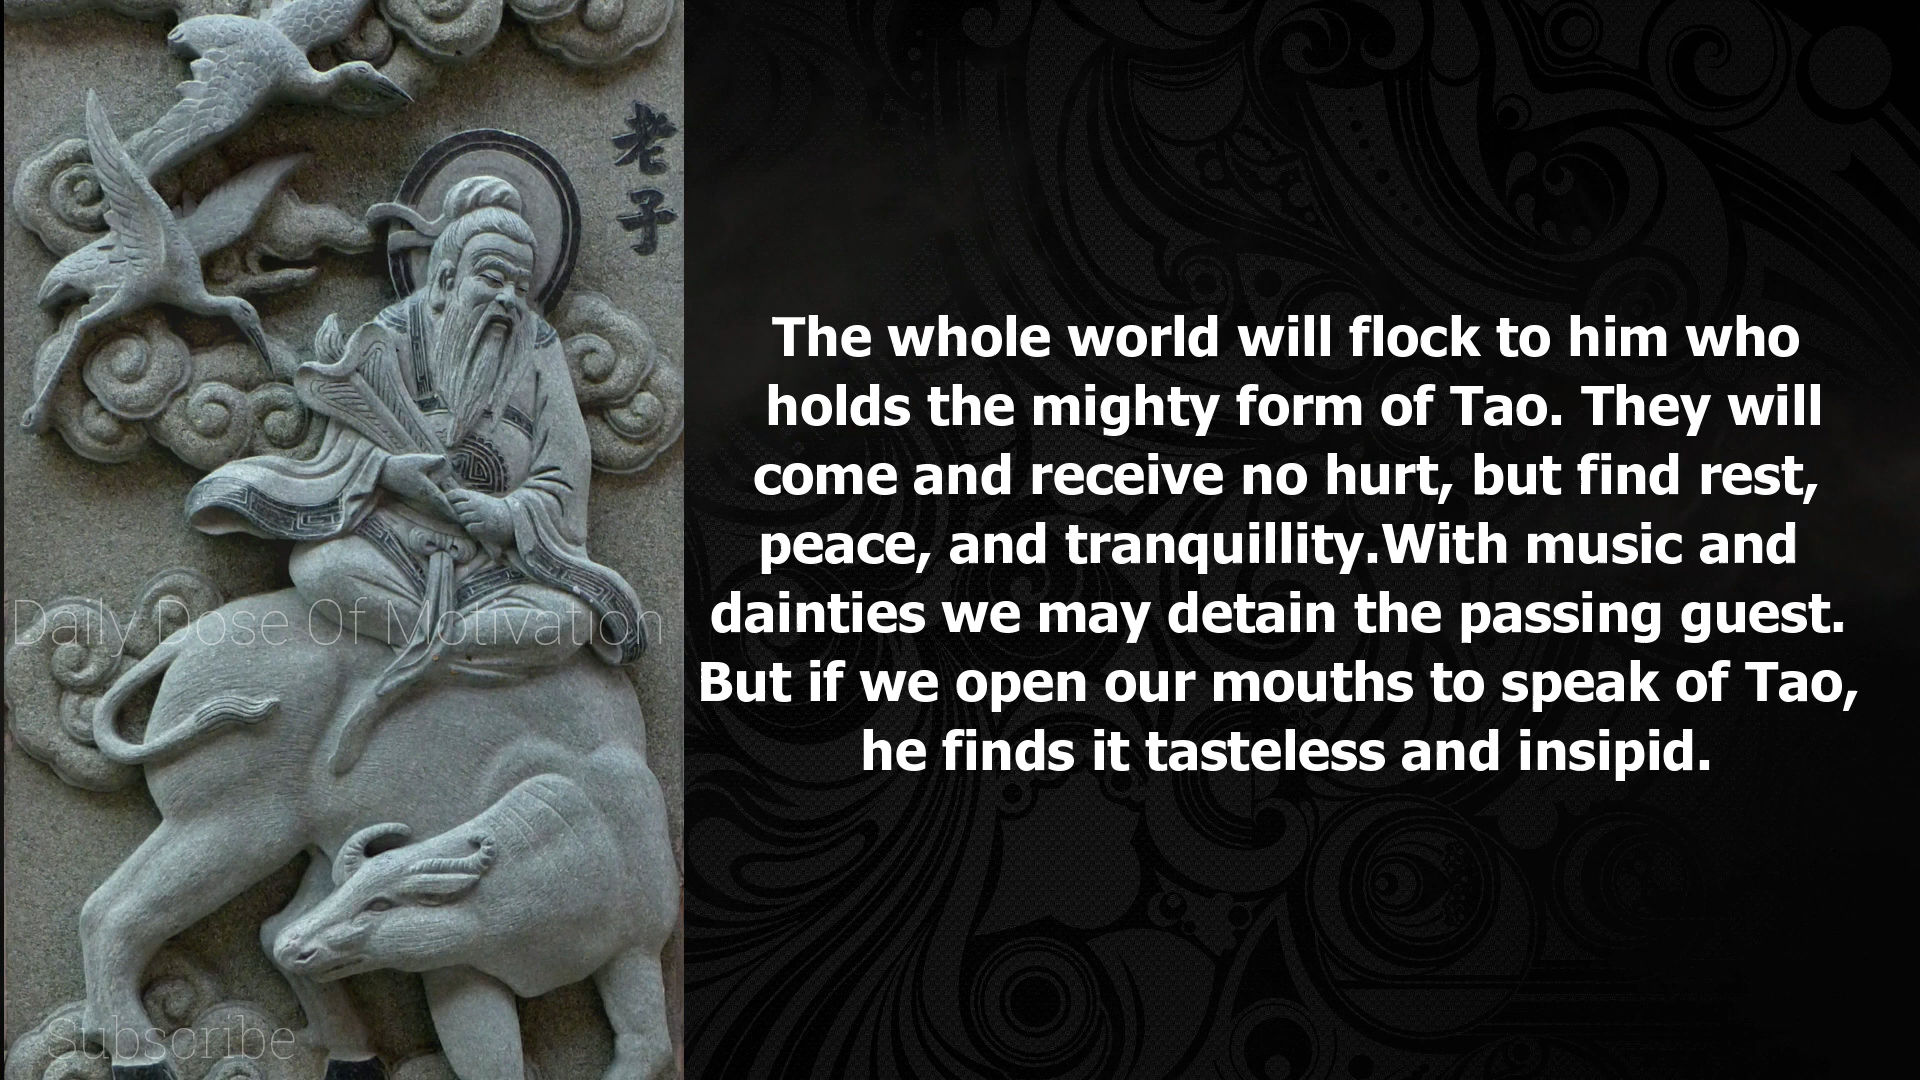 老子
The whole world will flock to him who
holds the mighty form of Tao. They will
come and receive no hurt, but find rest,
peace, and tranquillity.With music and
dainties we may detain the passing guest.
But if we open our mouths to speak of Tao,
he finds it tasteless and insipid.
Daily Dose Of Motivation
Subscribe